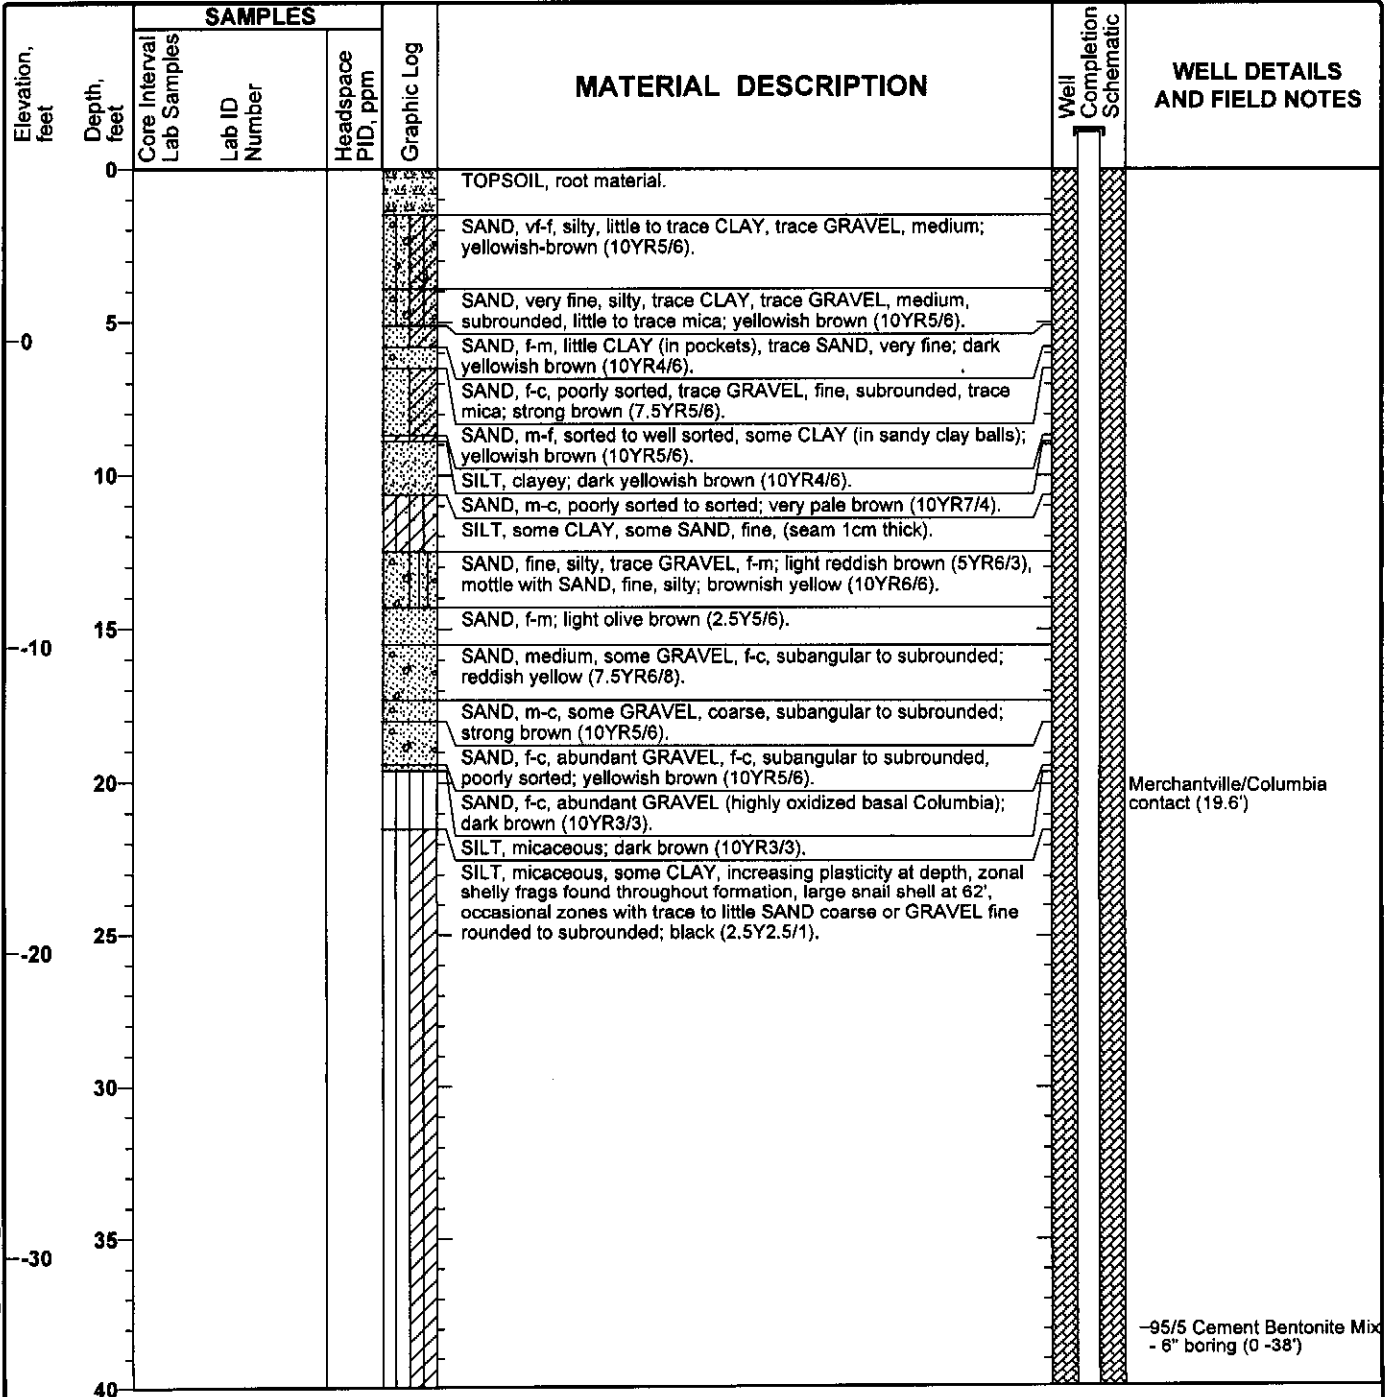 SAMPLES
Elevation,
feet
Depth,
feet
Core Interval
Lab Samples
Lab ID
Number
Headspace
PID, ppm
Graphic Log
MATERIAL DESCRIPTION
Well
Completion
Schematic
WELL DETAILS
AND FIELD NOTES
0
TOPSOIL, root material.
SAND, vf-f, silty, little to trace CLAY, trace GRAVEL, medium;
yellowish-brown (10YR5/6).
SAND, very fine, silty, trace CLAY, trace GRAVEL, medium,
subrounded, little to trace mica; yellowish brown (10YR5/6).
5
0
SAND, f-m, little CLAY (in pockets), trace SAND, very fine; dark
yellowish brown (10YR4/6).
SAND, f-c, poorly sorted, trace GRAVEL, fine, subrounded, trace
mica; strong brown (7.5YR5/6).
SAND, m-f, sorted to well sorted, some CLAY (in sandy clay balls);
yellowish brown (10YR5/6).
10
SILT, clayey; dark yellowish brown (10YR4/6).
SAND, m-c, poorly sorted to sorted; very pale brown (10YR7/4).
SILT, some CLAY, some SAND, fine, (seam 1cm thick).
SAND, fine, silty, trace GRAVEL, f-m; light reddish brown (5YR6/3),
mottle with SAND, fine, silty; brownish yellow (10YR6/6).
SAND, f-m; light olive brown (2.5Y5/6).
15
-10
SAND, medium, some GRAVEL, f-c, subangular to subrounded;
reddish yellow (7.5YR6/8).
SAND, m-c, some GRAVEL, coarse, subangular to subrounded;
strong brown (10YR5/6).
SAND, f-c, abundant GRAVEL, f-c, subangular to subrounded,
poorly sorted; yellowish brown (10YR5/6).
20
Merchantville/Columbia
contact (19.6')
SAND, f-c, abundant GRAVEL (highly oxidized basal Columbia);
dark brown (10YR3/3).
SILT, micaceous; dark brown (10YR3/3).
SILT, micaceous, some CLAY, increasing plasticity at depth, zonal
shelly frags found throughout formation, large snail shell at 62',
occasional zones with trace to little SAND coarse or GRAVEL fine
rounded to subrounded; black (2.5Y2.5/1).
25
-20
30
35
-30
95/5 Cement Bentonite Mix
- 6" boring (0 -38')
40